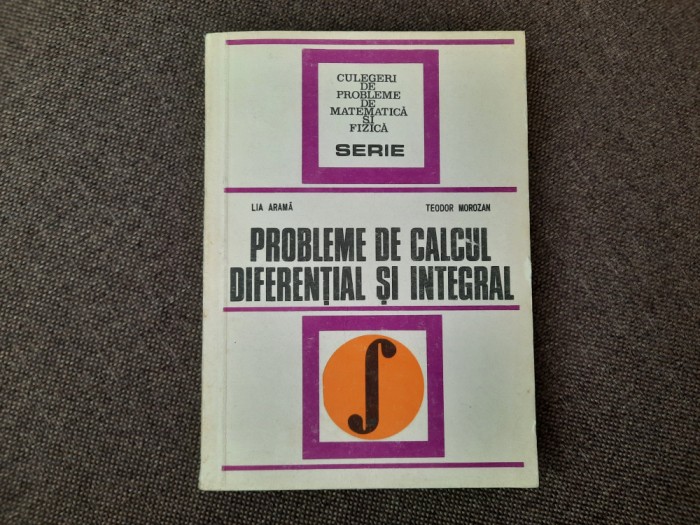 CULEGERI
DE
PROBLEME
DE
MATEMATICĂ
ȘI
FIZICĂ
SERIE
LIA ARAMĂ TEODOR MOROZAN
PROBLEME DE CALCUL
DIFERENȚIAL ȘI INTEGRAL
∫